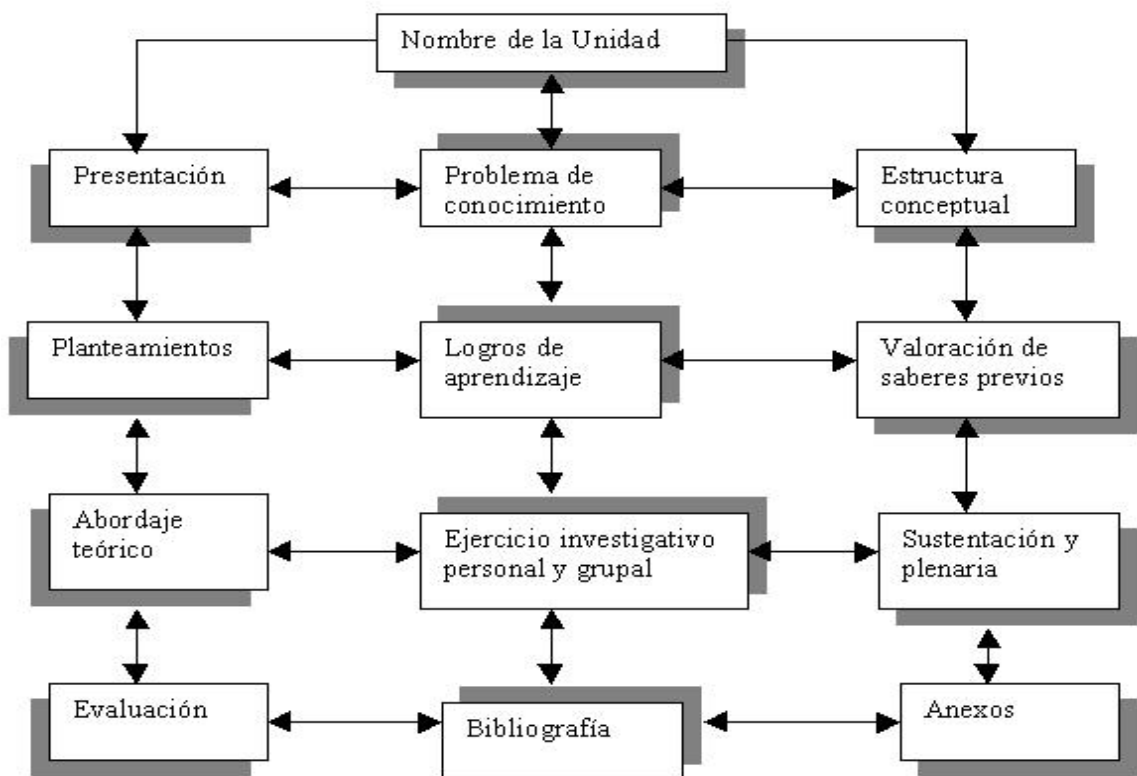 Nombre de la Unidad
Presentación
Problema de
conocimiento
Estructura
conceptual
Planteamientos
Logros de
aprendizaje
Valoración de
saberes previos
Abordaje
teórico
Ejercicio investigativo
personal y grupal
Sustentación y
plenaria
Evaluación
Bibliografía
Anexos